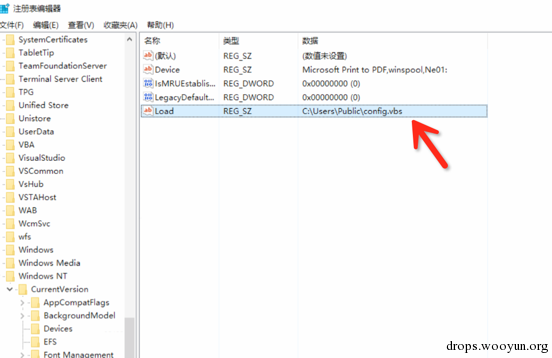 注册表编辑器
文件(F) 编辑(E) 查看(V) 收藏夹(A) 帮助(H)
SystemCertificates
TabletTip
TeamFoundationServer
Terminal Server Client
TPG
Unified Store
Unistore
UserData
VBA
VisualStudio
VSCommon
VsHub
VSTAHost
WAB
WcmSvc
wfs
Windows
Windows Media
Windows NT
CurrentVersion
AppCompatFlags
BackgroundModel
Devices
EFS
Font Management
名称 类型 数据
(默认) REG_SZ (数值未设置)
Device REG_SZ Microsoft Print to PDF,winspool,Ne01:
IsMRUEstablis... REG_DWORD 0x00000000 (0)
LegacyDefault... REG_DWORD 0x00000000 (0)
Load REG_SZ C:\Users\Public\config.vbs
drops.wooyun.org